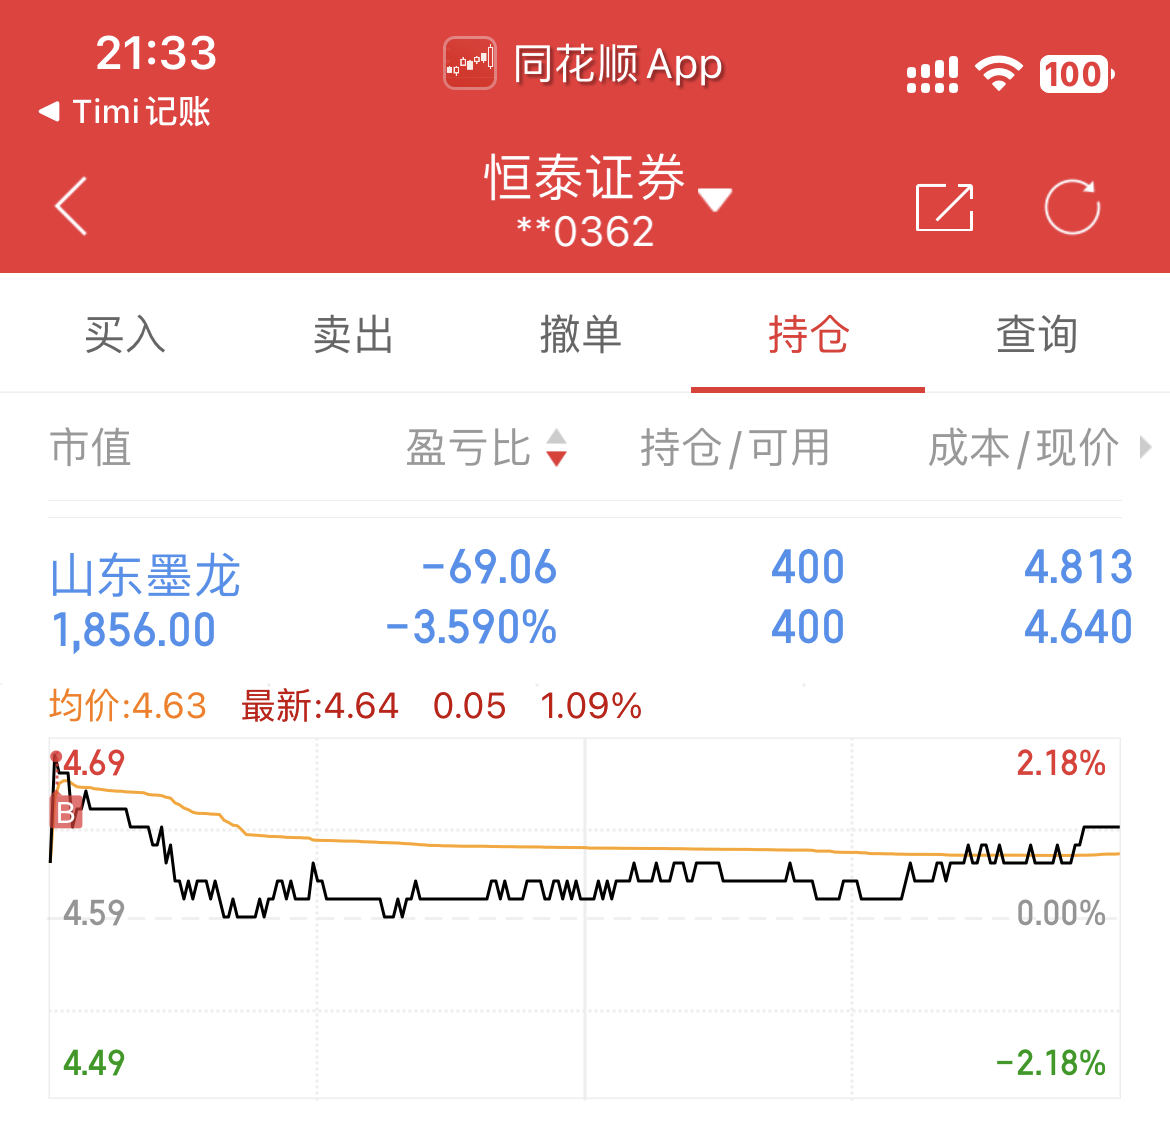 21:33
同花顺 App
100
◀ Timi记账
恒泰证券
**0362
买入 卖出 撤单 持仓 查询
市值 盈亏比 持仓/可用 成本/现价
山东墨龙 -69.06 400 4.813
1,856.00 -3.590% 400 4.640
均价:4.63 最新:4.64 0.05 1.09%
4.69 2.18%
B
4.59 0.00%
4.49 -2.18%